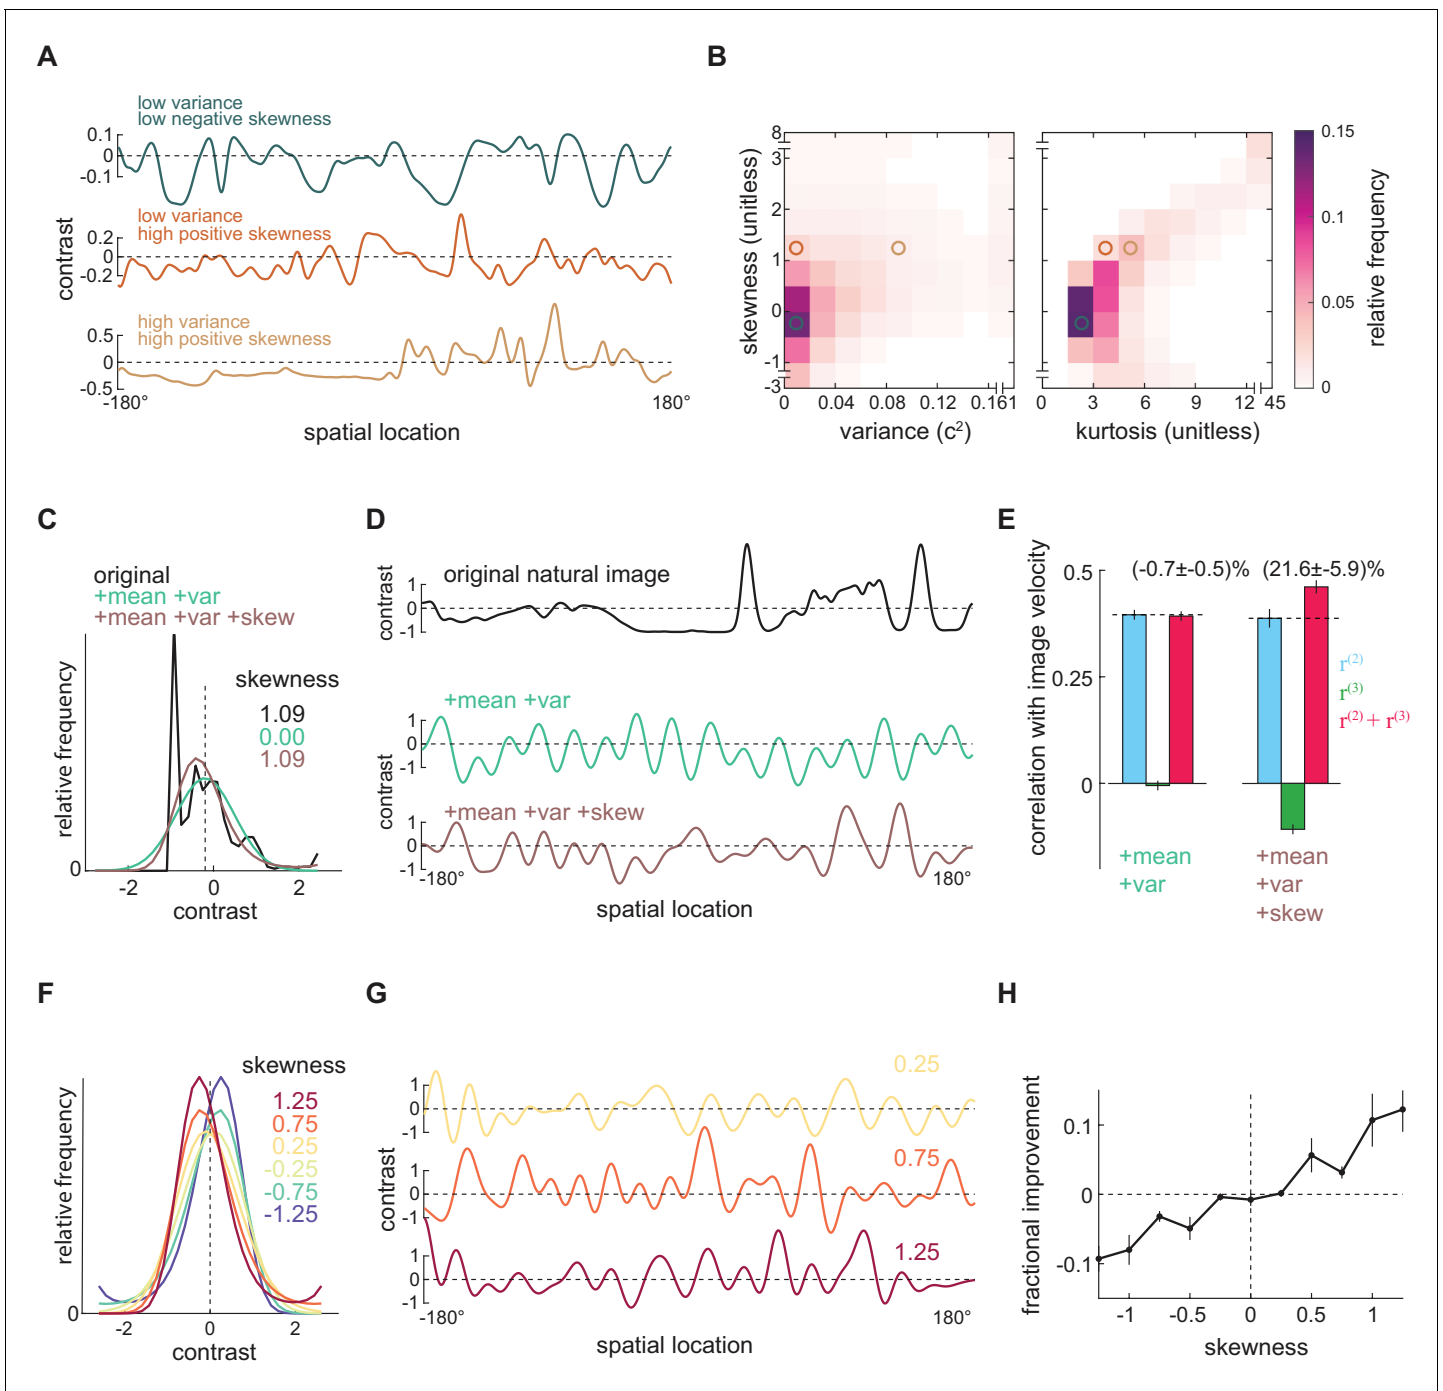 A
low variance
low negative skewness
0.1
0
-0.1
low variance
high positive skewness
0.2
0
-0.2
contrast
high variance
high positive skewness
0.5
0
-0.5
-180°
180°
spatial location
B
8
3
2
1
0
-1
-3
skewness (unitless)
0
0.04
0.08
0.12
0.16
1
variance (c²)
0
3
6
9
12
45
kurtosis (unitless)
0.15
0.1
0.05
0
relative frequency
C
original
+mean +var
+mean +var +skew
skewness
1.09
0.00
1.09
relative frequency
0
-2
0
2
contrast
D
original natural image
contrast
1
0
-1
+mean +var
contrast
1
0
-1
+mean +var +skew
1
0
-1
-180°
180°
spatial location
E
(-0.7±-0.5)%
(21.6±-5.9)%
0.5
0.25
0
correlation with image velocity
r⁽²⁾
r⁽³⁾
r⁽²⁾ + r⁽³⁾
+mean
+var
+mean
+var
+skew
F
skewness
1.25
0.75
0.25
-0.25
-0.75
-1.25
relative frequency
0
-2
0
2
contrast
G
0.25
1
0
-1
0.75
contrast
1
0
-1
1.25
1
0
-1
-180°
180°
spatial location
H
fractional improvement
0.1
0
-0.1
-1
-0.5
0
0.5
1
skewness